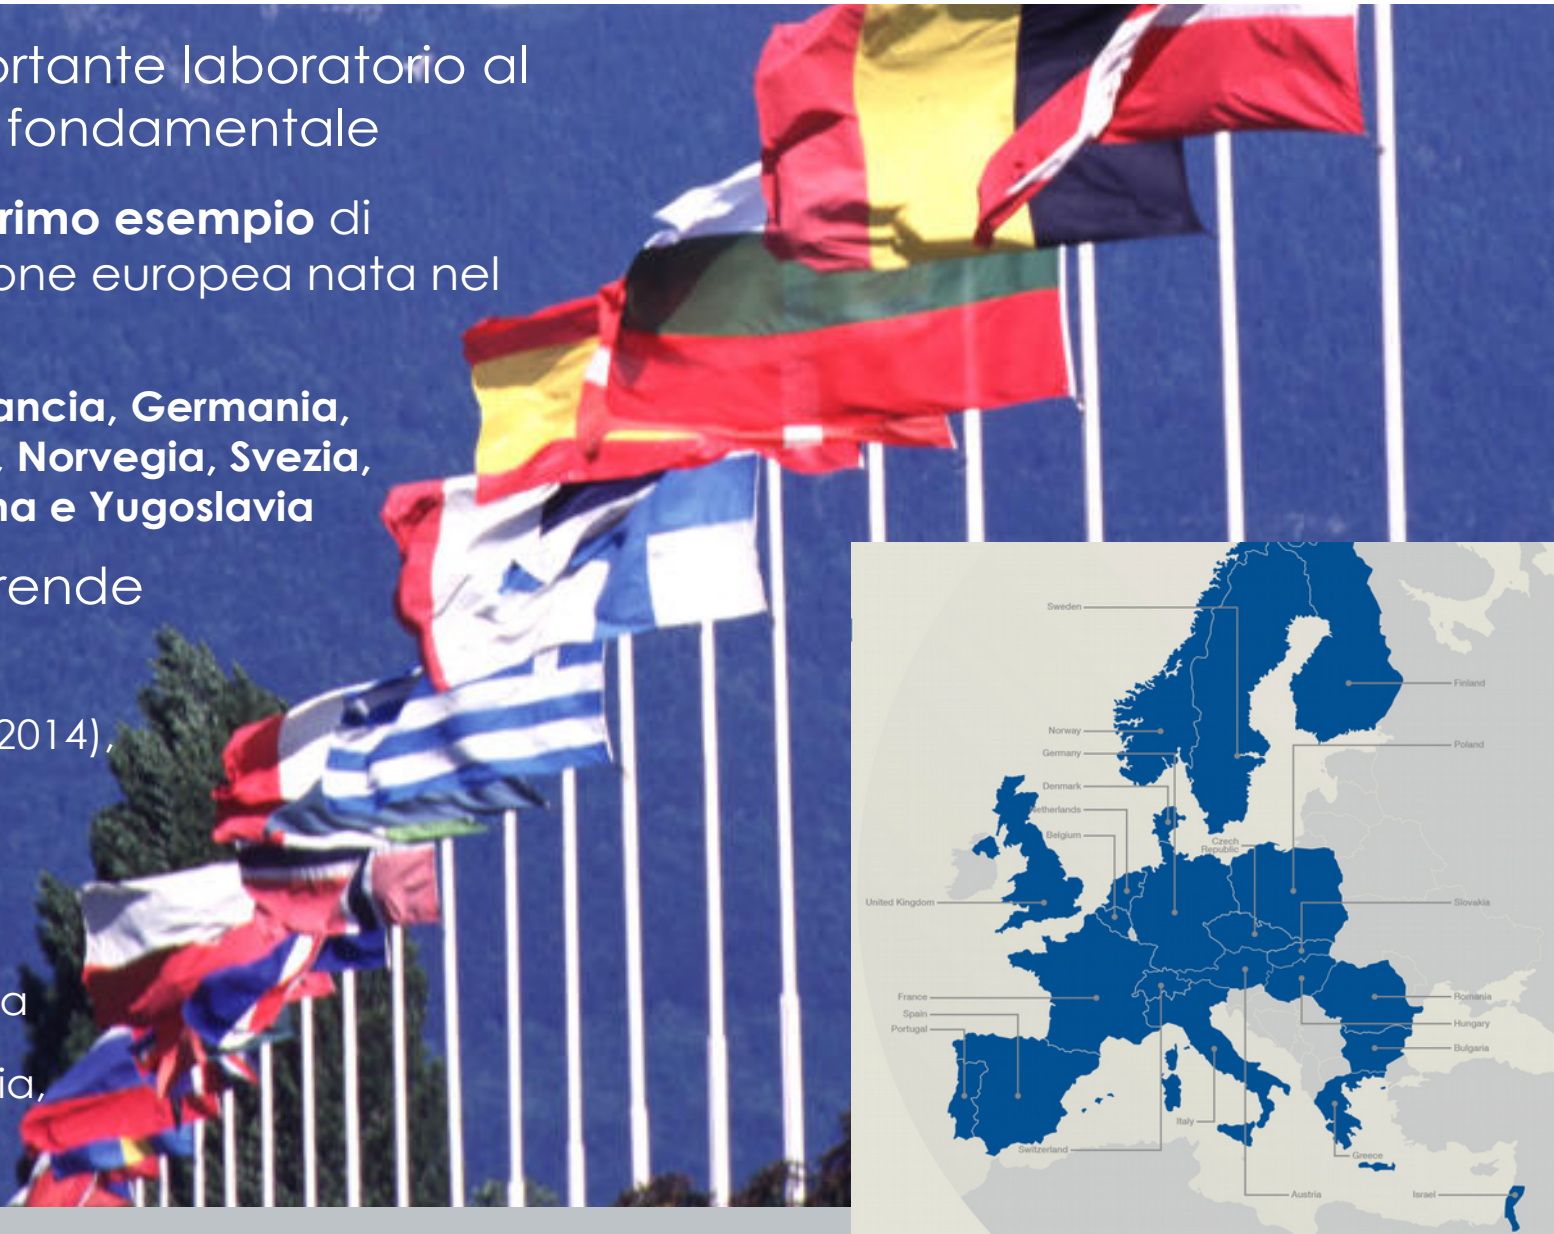 ortante laboratorio al
fondamentale
rimo esempio di
one europea nata nel
ancia, Germania,
, Norvegia, Svezia,
na e Yugoslavia
rende
2014),
a
ia,
Sweden
Finland
Norway
Poland
Germany
Denmark
Netherlands
Belgium
Czech
Republic
United Kingdom
Slovakia
France
Romania
Spain
Portugal
Hungary
Bulgaria
Italy
Switzerland
Greece
Austria
Israel